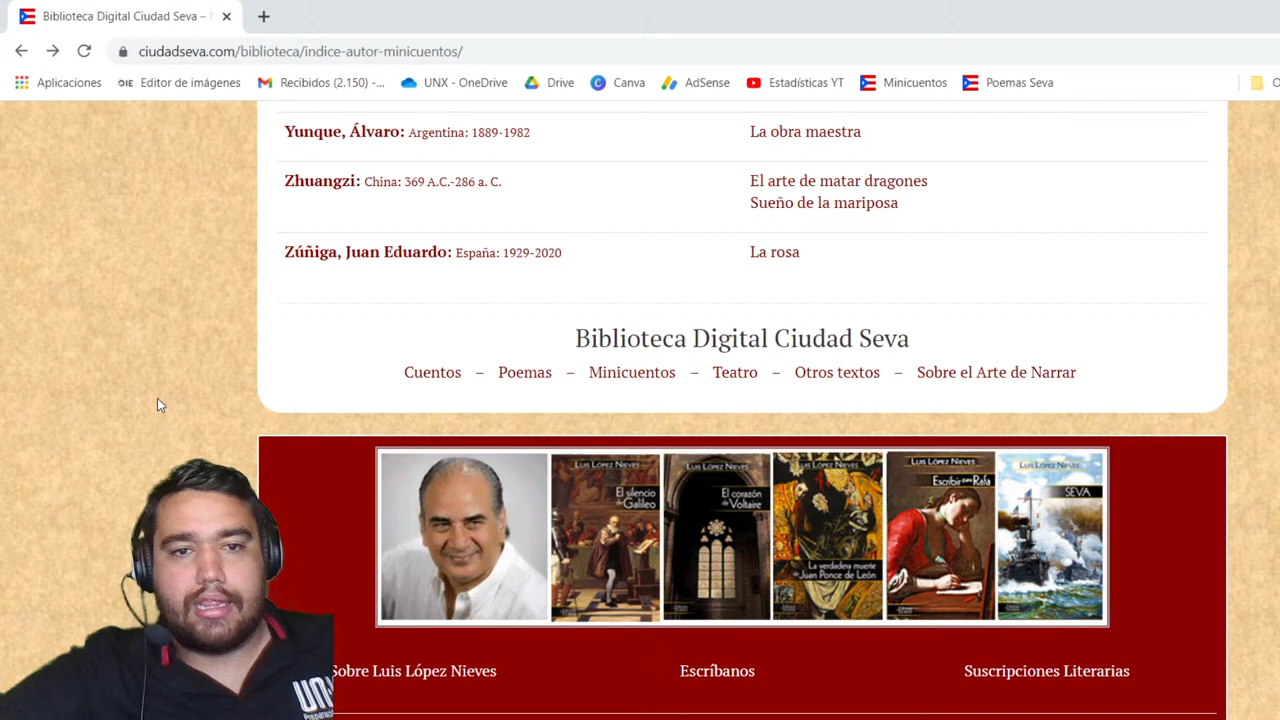 Biblioteca Digital Ciudad Seva –
ciudadseva.com/biblioteca/indice-autor-minicuentos/
Aplicaciones
OIE Editor de imágenes
Recibidos (2.150) -...
UNX - OneDrive
Drive
Canva
AdSense
Estadísticas YT
Minicuentos
Poemas Seva
Yunque, Álvaro: Argentina: 1889-1982
La obra maestra
Zhuangzi: China: 369 A.C.-286 a. C.
El arte de matar dragones
Sueño de la mariposa
Zúñiga, Juan Eduardo: España: 1929-2020
La rosa
Biblioteca Digital Ciudad Seva
Cuentos – Poemas – Minicuentos – Teatro – Otros textos – Sobre el Arte de Narrar
LUIS LÓPEZ NIEVES
El silencio
de Galileo
LUIS LÓPEZ NIEVES
El corazón
de Voltaire
LUIS LÓPEZ NIEVES
La verdadera muerte
de Juan Ponce de León
LUIS LÓPEZ NIEVES
Escribir para Rafa
LUIS LÓPEZ NIEVES
SEVA
Sobre Luis López Nieves
Escríbanos
Suscripciones Literarias